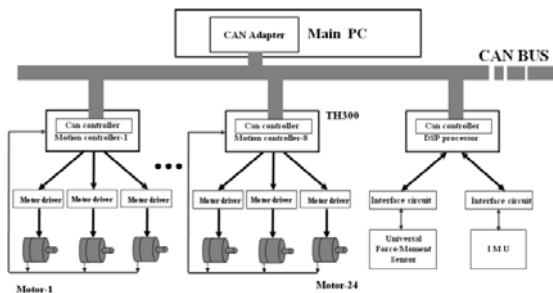 CAN Adapter
Main PC
CAN BUS
TH300
Can controller
Motion controller-1
Can controller
Motion controller-8
Can controller
DSP processor
Motor driver
Motor driver
Motor driver
Motor driver
Motor driver
Motor driver
Interface circuit
Interface circuit
Universal
Force/Moment
Sensor
I M U
Motor-1
Motor-24